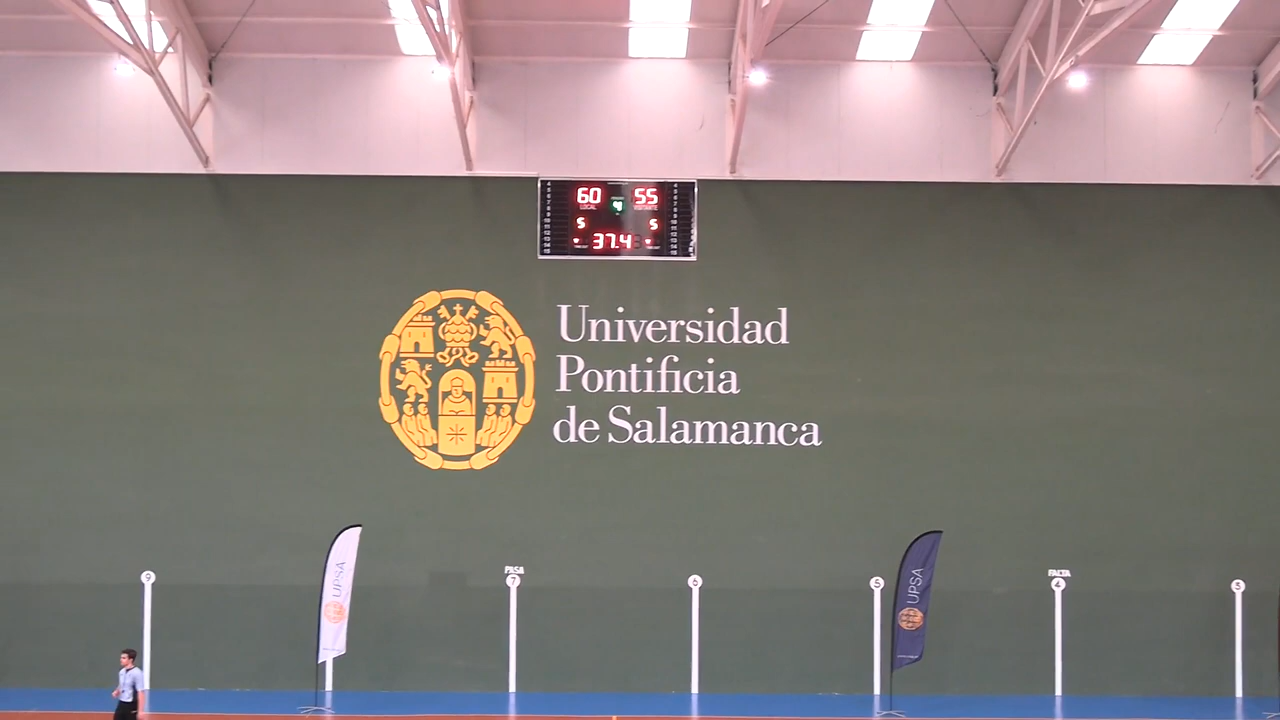 60 55
LOCAL 4 VISITANTE
5 5
37.4
Universidad
Pontificia
de Salamanca
9
UPSA
PASA
7
6
5
UPSA
FALTA
4
3